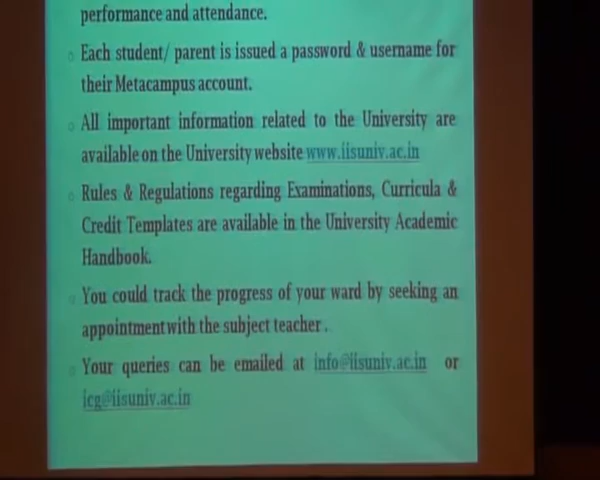 performance and attendance.
Each student/ parent is issued a password & username for
their Metacampus account.
All important information related to the University are
available on the University website www.iisuniv.ac.in
Rules & Regulations regarding Examinations, Curricula &
Credit Templates are available in the University Academic
Handbook.
You could track the progress of your ward by seeking an
appointment with the subject teacher .
Your queries can be emailed at info@iisuniv.ac.in or
icg@iisuniv.ac.in